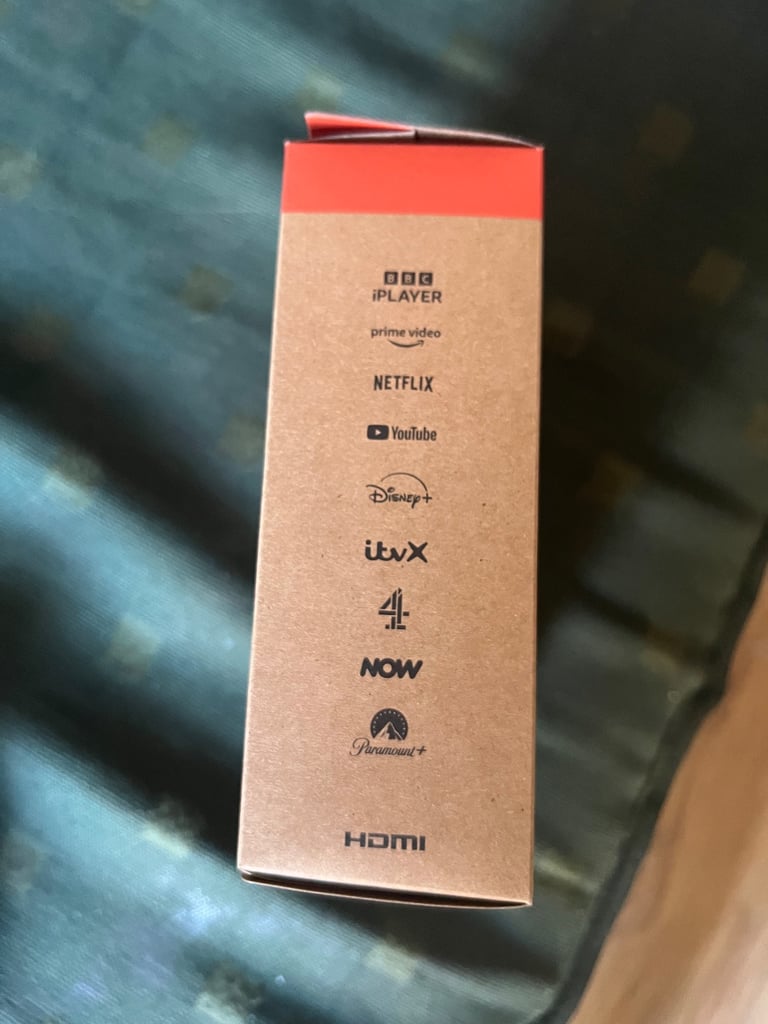 BBC
iPLAYER
prime video
NETFLIX
YouTube
Disney+
itvX
4
NOW
Paramount+
HDMI